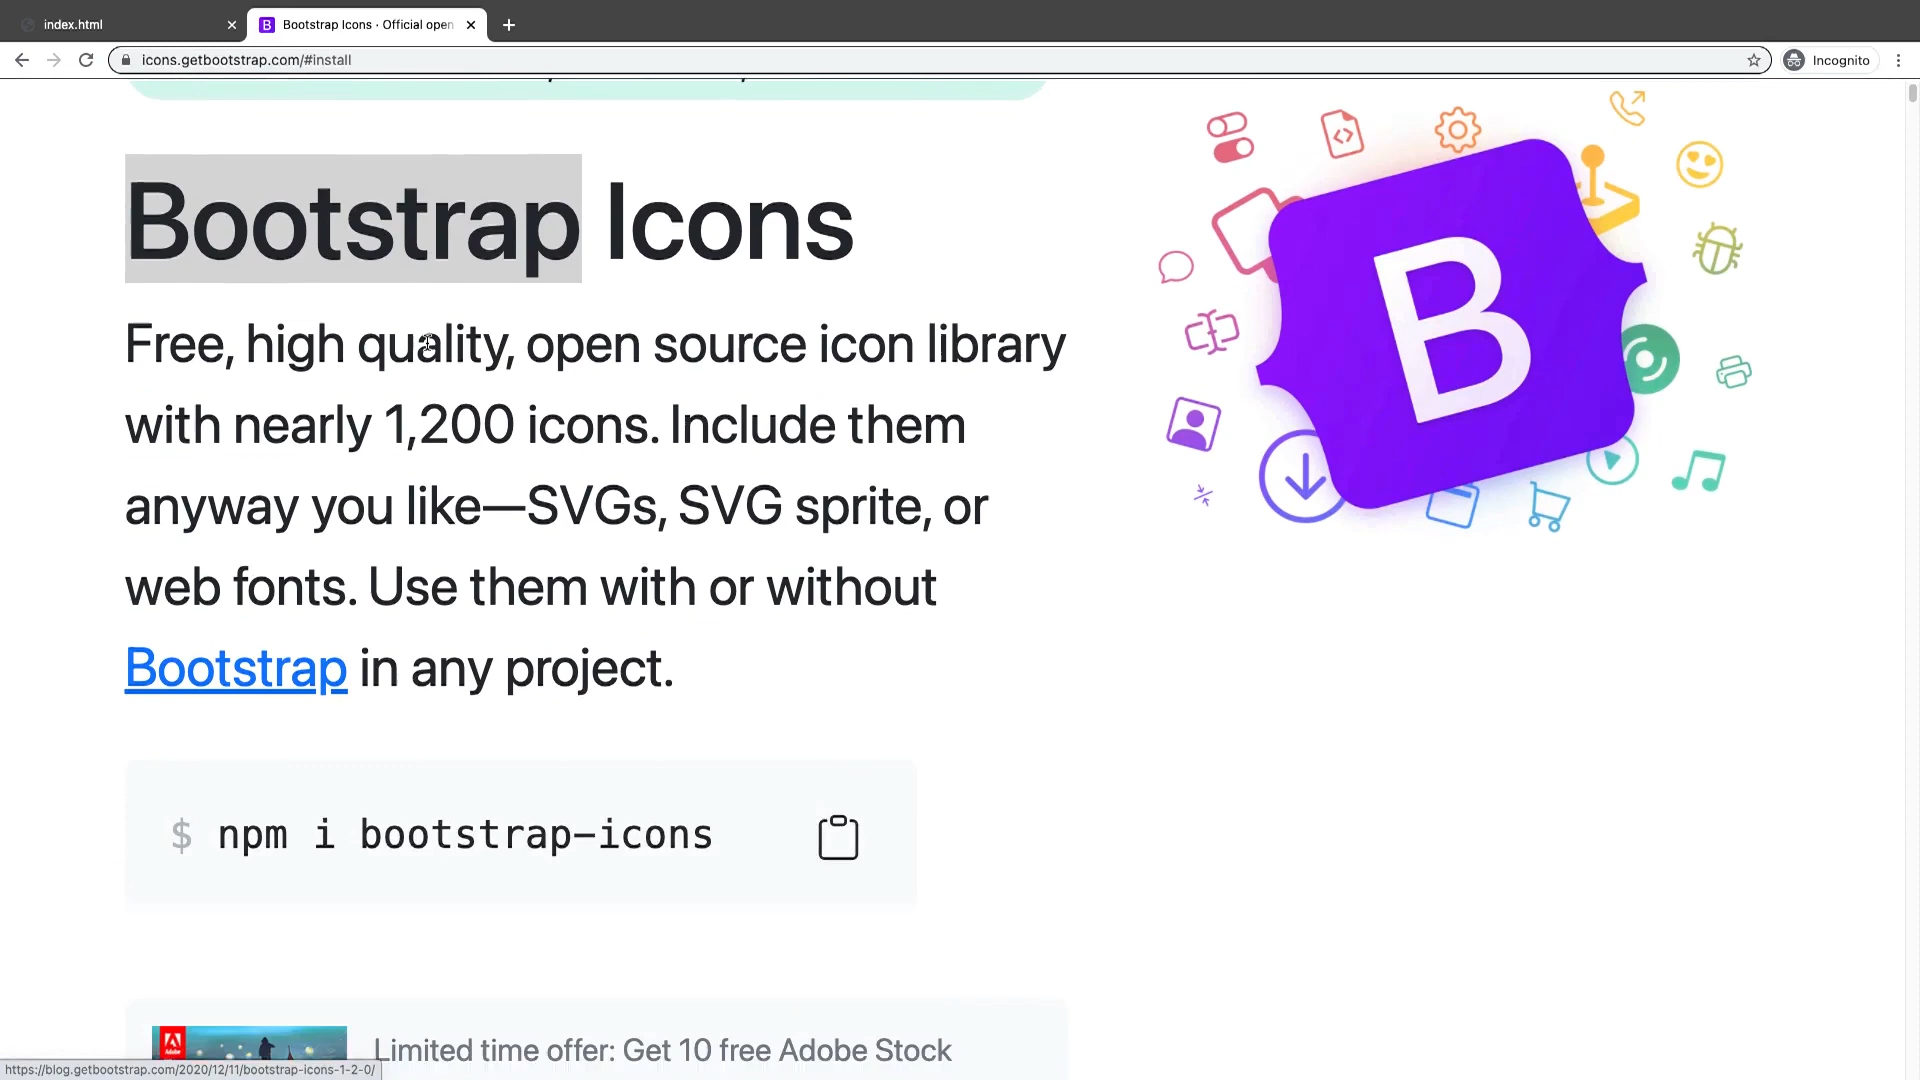 index.html
Bootstrap Icons · Official open
icons.getbootstrap.com/#install
Incognito
Bootstrap Icons
Free, high quality, open source icon library
with nearly 1,200 icons. Include them
anyway you like—SVGs, SVG sprite, or
web fonts. Use them with or without
Bootstrap in any project.
$ npm i bootstrap-icons
Adobe
Limited time offer: Get 10 free Adobe Stock
https://blog.getbootstrap.com/2020/12/11/bootstrap-icons-1-2-0/